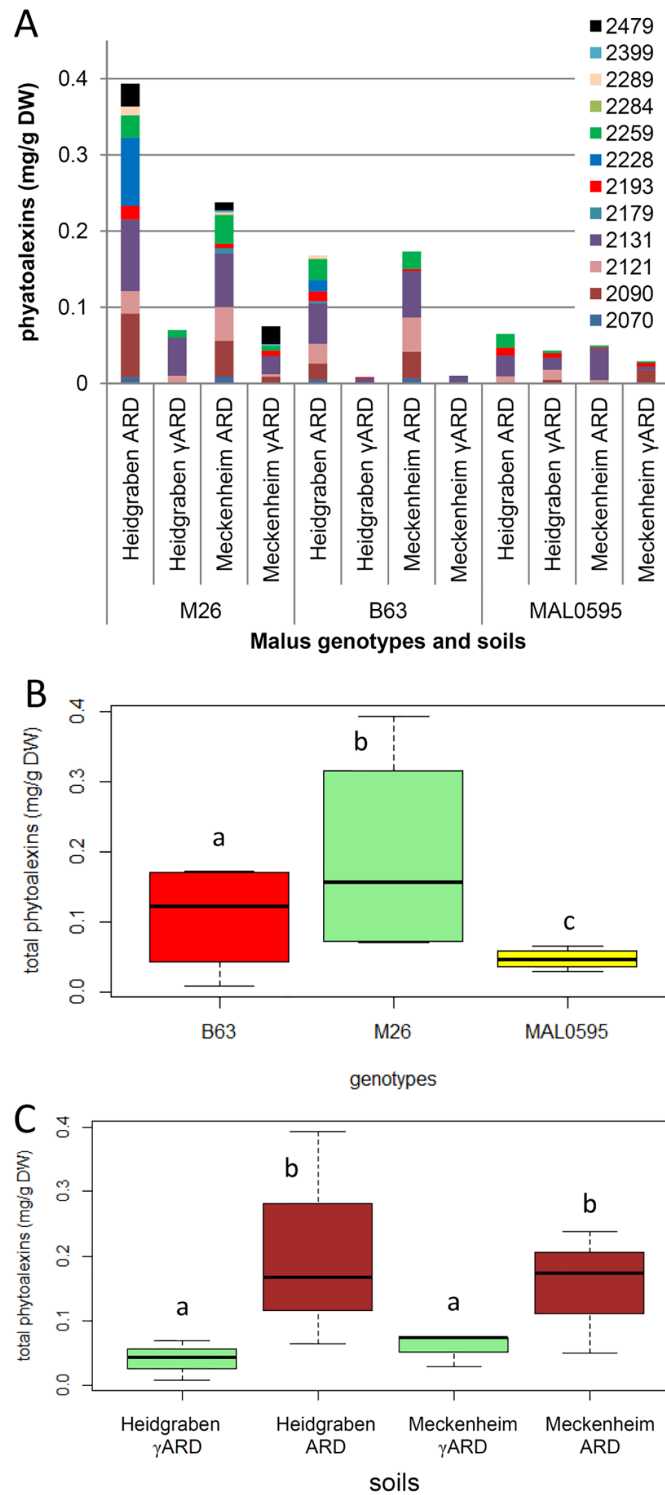 A
phyatoalexins (mg/g DW)
0.4
0.3
0.2
0.1
0
2479
2399
2289
2284
2259
2228
2193
2179
2131
2121
2090
2070
Heidgraben ARD
Heidgraben γARD
Meckenheim ARD
Meckenheim γARD
Heidgraben ARD
Heidgraben γARD
Meckenheim ARD
Meckenheim γARD
Heidgraben ARD
Heidgraben γARD
Meckenheim ARD
Meckenheim γARD
M26 B63 MAL0595
Malus genotypes and soils
B
total phytoalexins (mg/g DW)
0.4
0.3
0.2
0.1
0.0
a b c
B63 M26 MAL0595
genotypes
C
total phytoalexins (mg/g DW)
0.4
0.3
0.2
0.1
0.0
a b a b
Heidgraben Heidgraben Meckenheim Meckenheim
γARD ARD γARD ARD
soils